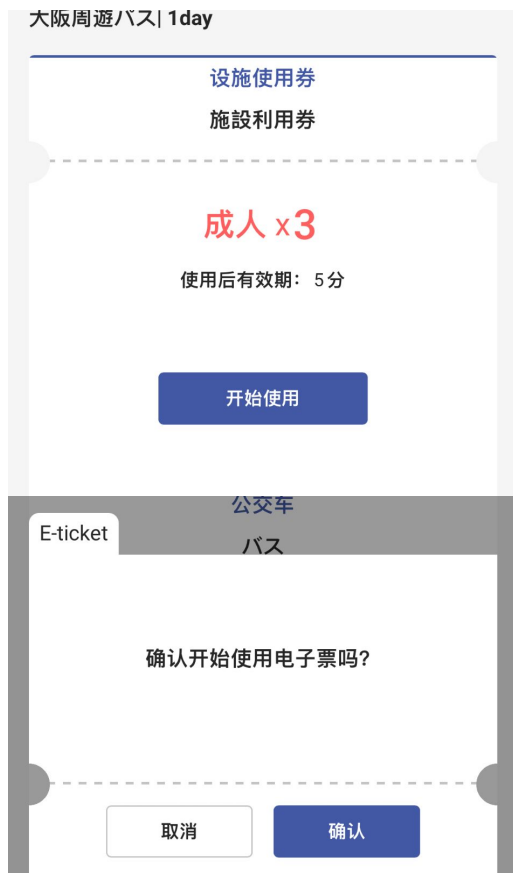 大阪周遊パス| 1day
设施使用券
施設利用券
成人 x3
使用后有效期： 5分
开始使用
公交车
バス
E-ticket
确认开始使用电子票吗?
取消
确认